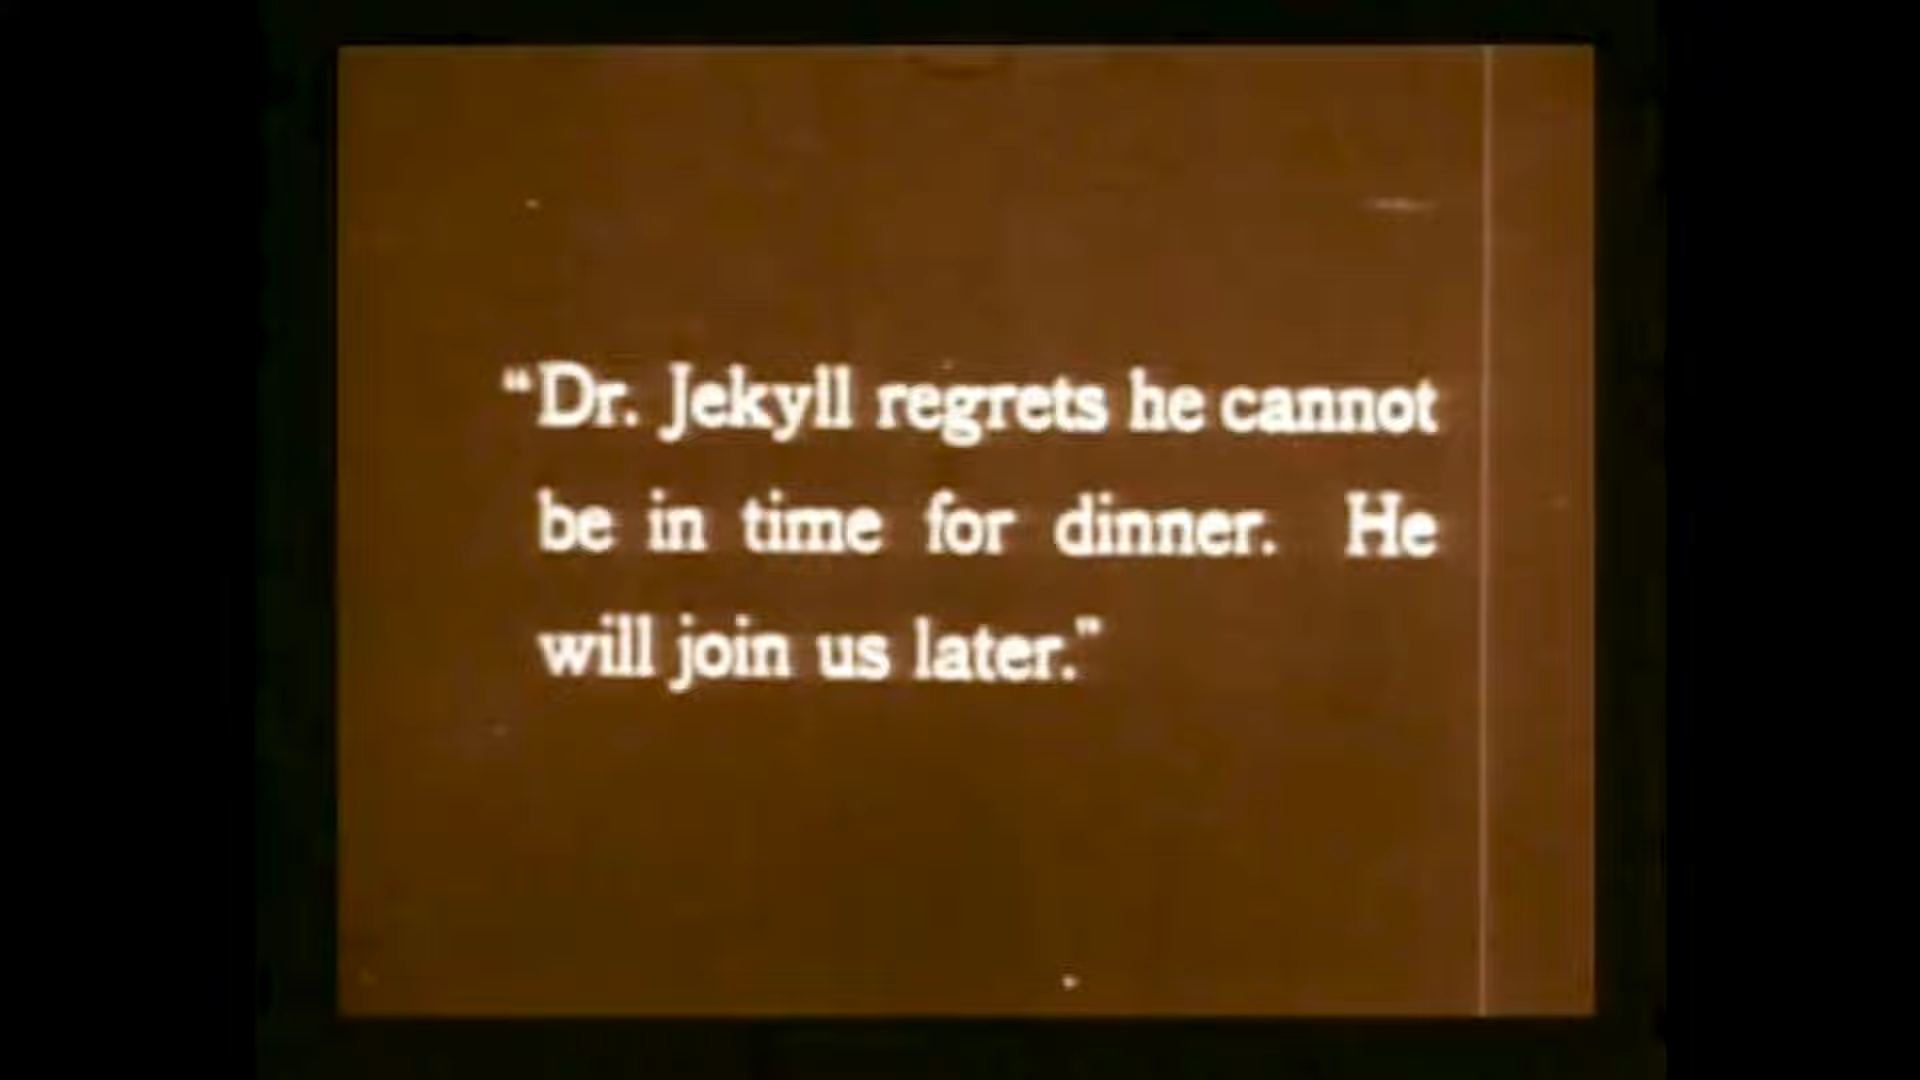 “Dr. Jekyll regrets he cannot
be in time for dinner. He
will join us later.”